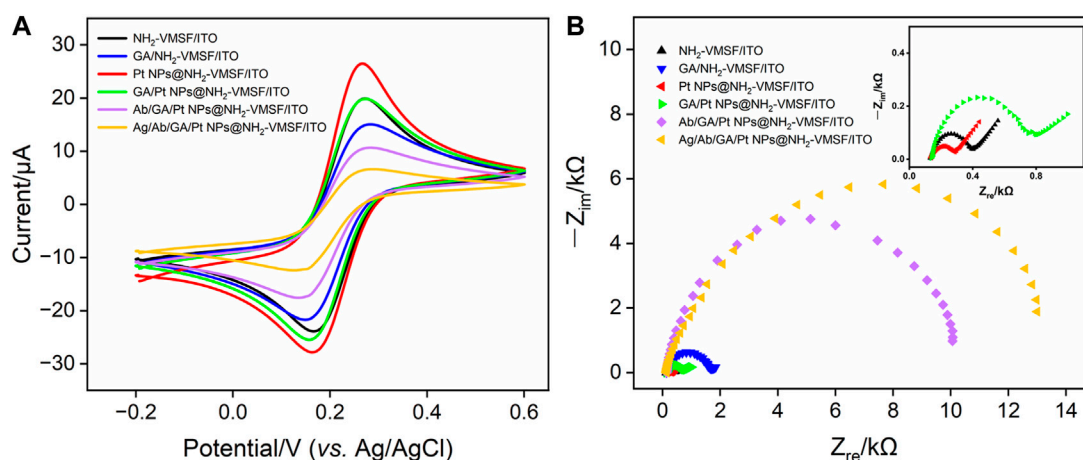 A
30
20
10
0
−10
−20
−30
Current/µA
NH₂-VMSF/ITO
GA/NH₂-VMSF/ITO
Pt NPs@NH₂-VMSF/ITO
GA/Pt NPs@NH₂-VMSF/ITO
Ab/GA/Pt NPs@NH₂-VMSF/ITO
Ag/Ab/GA/Pt NPs@NH₂-VMSF/ITO
−0.2 0.0 0.2 0.4 0.6
Potential/V (vs. Ag/AgCl)
B
10
8
6
4
2
0
−Zim/kΩ
NH₂-VMSF/ITO
GA/NH₂-VMSF/ITO
Pt NPs@NH₂-VMSF/ITO
GA/Pt NPs@NH₂-VMSF/ITO
Ab/GA/Pt NPs@NH₂-VMSF/ITO
Ag/Ab/GA/Pt NPs@NH₂-VMSF/ITO
0.4
0.2
0.0
−Zim/kΩ
0.0 0.4 0.8
Zre/kΩ
0 2 4 6 8 10 12 14
Zre/kΩ